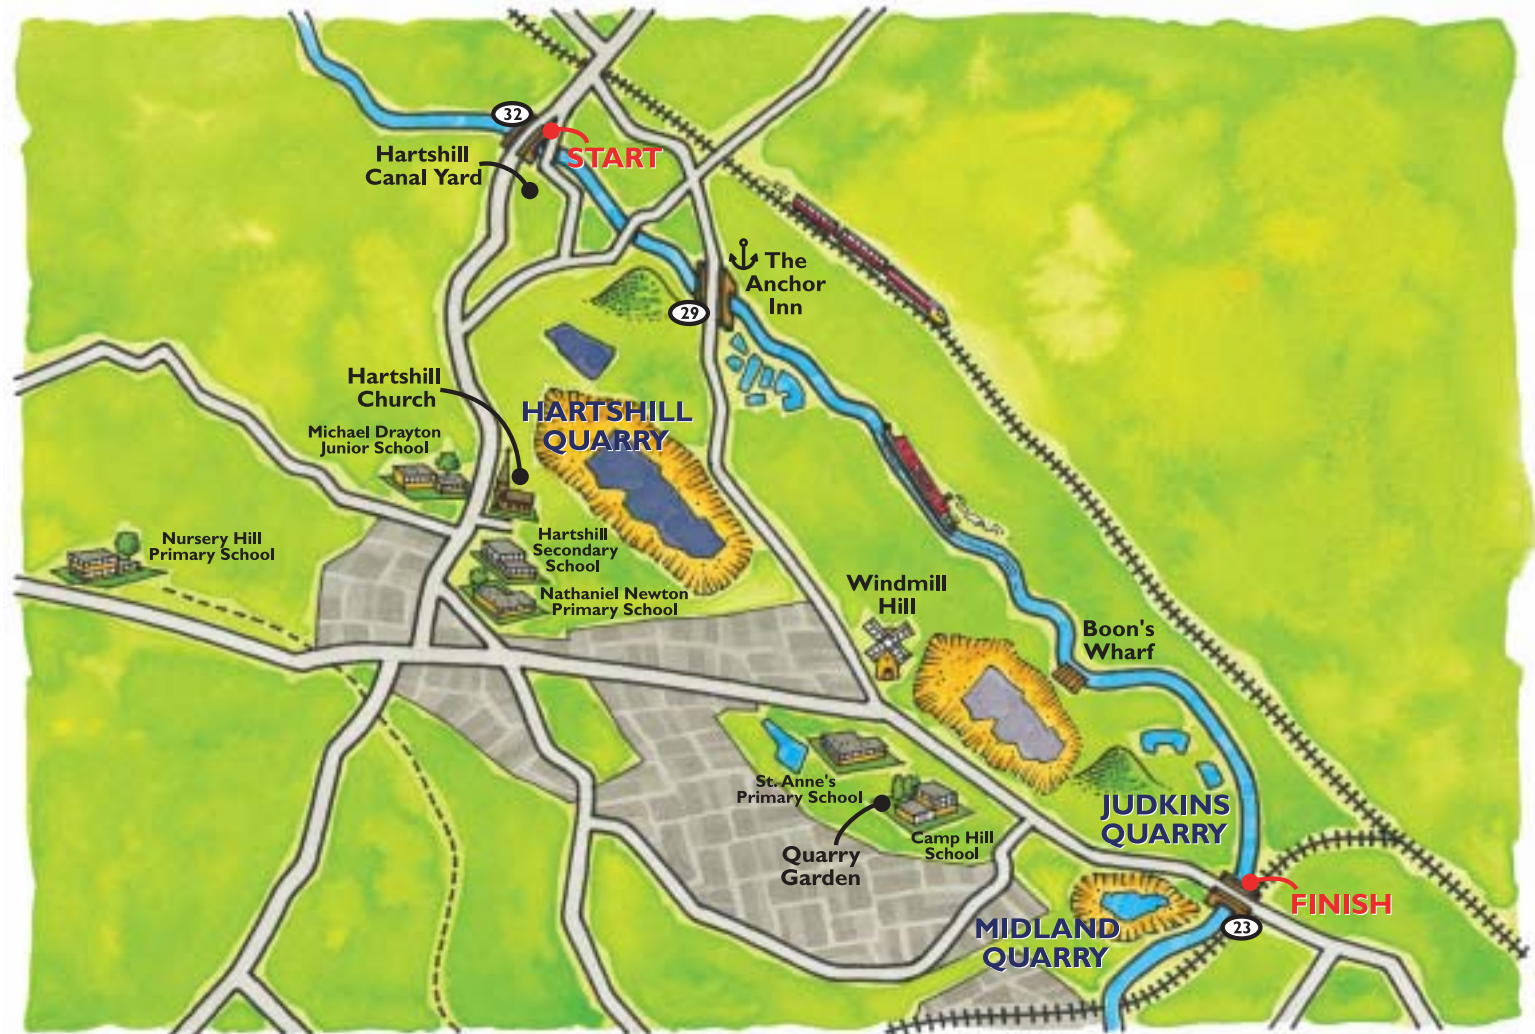 32
START
Hartshill
Canal Yard
The
Anchor
Inn
29
Hartshill
Church
HARTSHILL
QUARRY
Michael Drayton
Junior School
Nursery Hill
Primary School
Hartshill
Secondary
School
Nathaniel Newton
Primary School
Windmill
Hill
Boon's
Wharf
St. Anne's
Primary School
JUDKINS
QUARRY
Camp Hill
School
Quarry
Garden
FINISH
MIDLAND
QUARRY
23